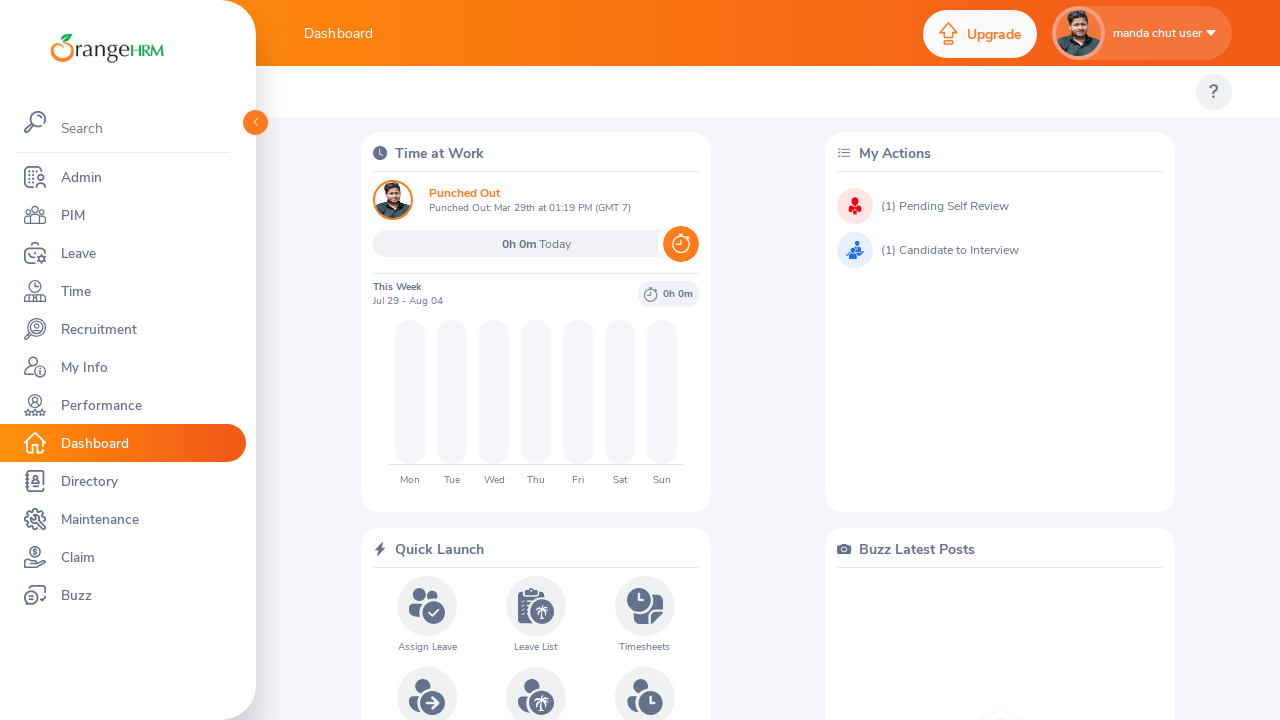 OrangeHRM
Dashboard
Upgrade
manda chut user
Search
?
Admin
PIM
Leave
Time
Recruitment
My Info
Performance
Dashboard
Directory
Maintenance
Claim
Buzz
Time at Work
Punched Out
Punched Out: Mar 29th at 01:19 PM (GMT 7)
0h 0m Today
This Week
Jul 29 - Aug 04
0h 0m
Mon Tue Wed Thu Fri Sat Sun
My Actions
(1) Pending Self Review
(1) Candidate to Interview
Quick Launch
Assign Leave
Leave List
Timesheets
Buzz Latest Posts